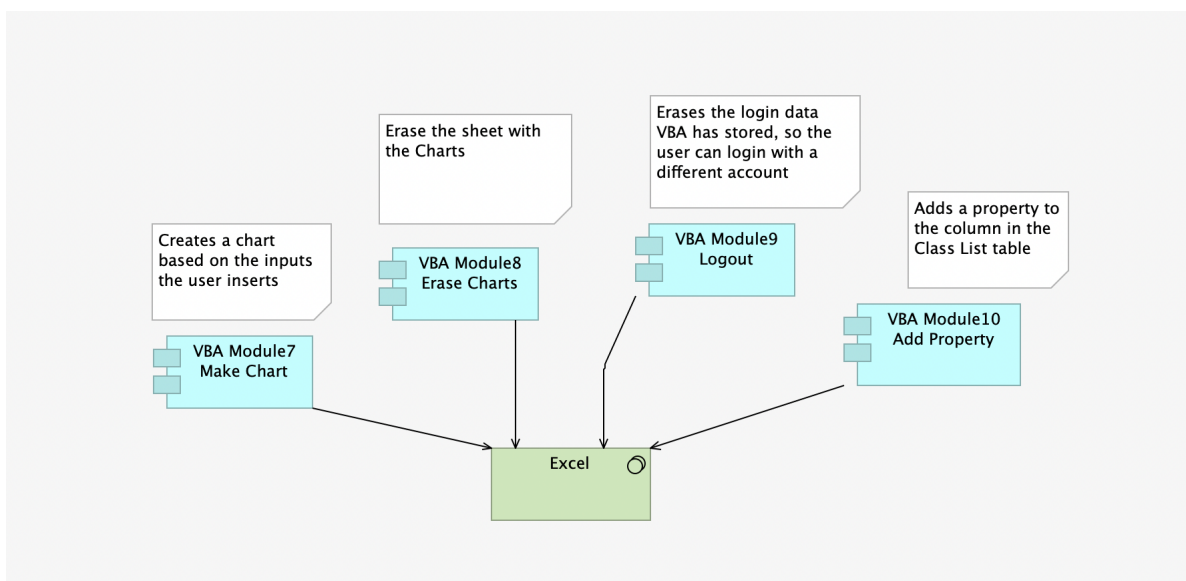 Creates a chart
based on the inputs
the user inserts
VBA Module7
Make Chart
Erase the sheet with
the Charts
VBA Module8
Erase Charts
Erases the login data
VBA has stored, so the
user can login with a
different account
VBA Module9
Logout
Adds a property to
the column in the
Class List table
VBA Module10
Add Property
Excel